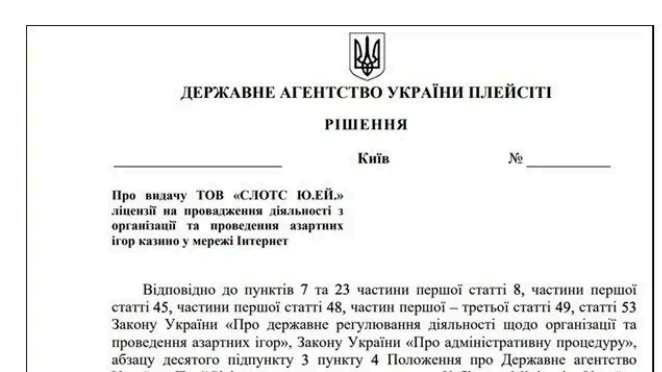 ДЕРЖАВНЕ АГЕНТСТВО УКРАЇНИ ПЛЕЙСІТІ
РІШЕННЯ
Київ № 
Про видачу ТОВ «СЛОТС Ю.ЕЙ.»
ліцензії на провадження діяльності з
організації та проведення азартних
ігор казино у мережі Інтернет
Відповідно до пунктів 7 та 23 частини першої статті 8, частини першої
статті 45, частини першої статті 48, частин першої – третьої статті 49, статті 53
Закону України «Про державне регулювання діяльності щодо організації та
проведення азартних ігор», Закону України «Про адміністративну процедуру»,
абзацу десятого підпункту 3 пункту 4 Положення про Державне агентство